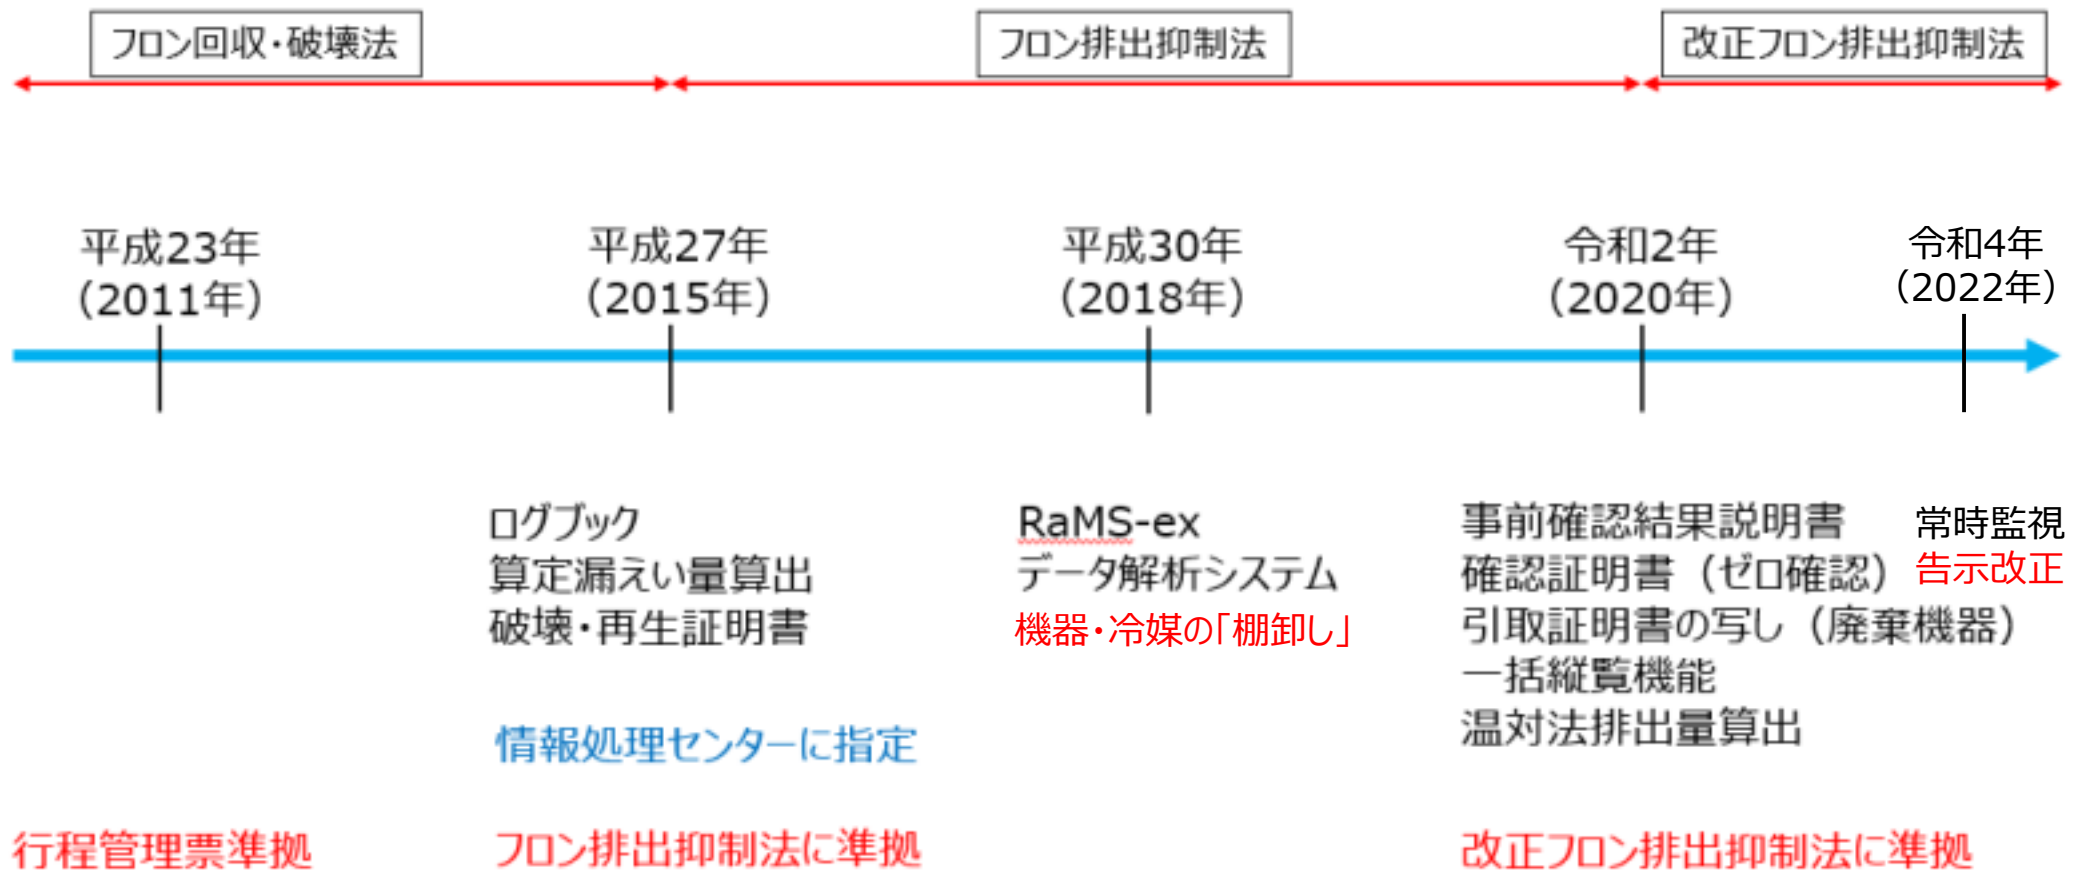 フロン回収・破壊法
フロン排出抑制法
改正フロン排出抑制法
平成23年
(2011年)
平成27年
(2015年)
平成30年
(2018年)
令和2年
(2020年)
令和4年
(2022年)
ログブック
算定漏えい量算出
破壊・再生証明書
情報処理センターに指定
RaMS-ex
データ解析システム
機器・冷媒の「棚卸し」
事前確認結果説明書
確認証明書（ゼロ確認）
引取証明書の写し（廃棄機器）
一括縦覧機能
温対法排出量算出
常時監視
告示改正
行程管理票準拠
フロン排出抑制法に準拠
改正フロン排出抑制法に準拠